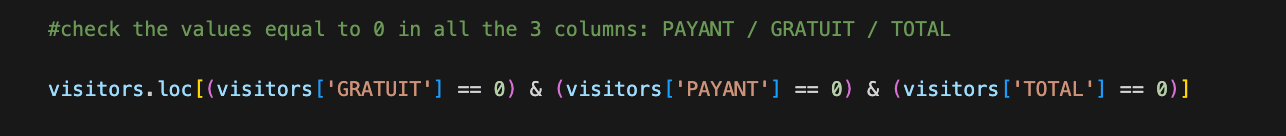 #check the values equal to 0 in all the 3 columns: PAYANT / GRATUIT / TOTAL
visitors.loc[(visitors['GRATUIT'] == 0) & (visitors['PAYANT'] == 0) & (visitors['TOTAL'] == 0)]